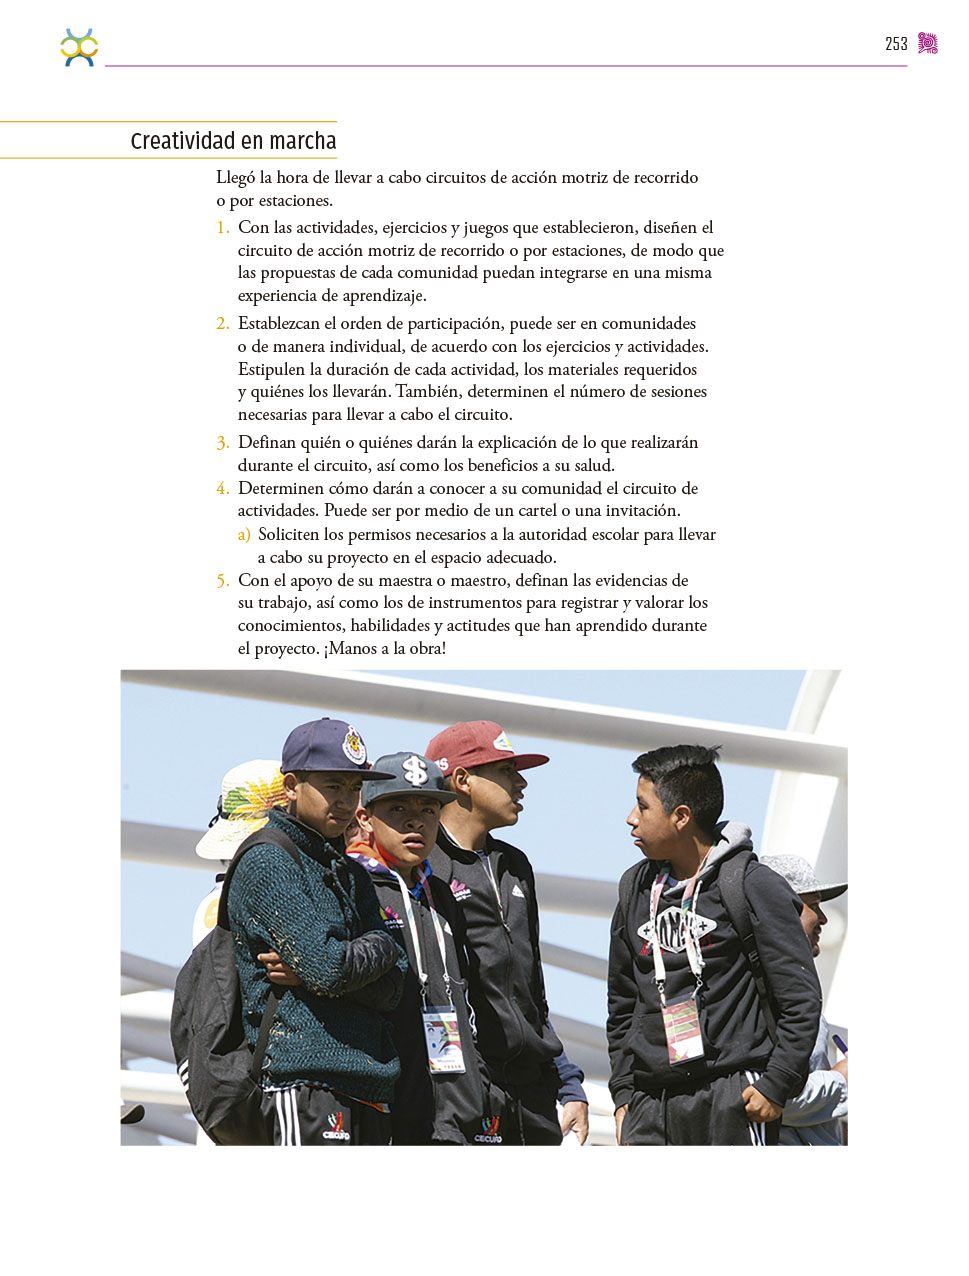 253
Creatividad en marcha
Llegó la hora de llevar a cabo circuitos de acción motriz de recorrido
o por estaciones.
1. Con las actividades, ejercicios y juegos que establecieron, diseñen el
circuito de acción motriz de recorrido o por estaciones, de modo que
las propuestas de cada comunidad puedan integrarse en una misma
experiencia de aprendizaje.
2. Establezcan el orden de participación, puede ser en comunidades
o de manera individual, de acuerdo con los ejercicios y actividades.
Estipulen la duración de cada actividad, los materiales requeridos
y quiénes los llevarán. También, determinen el número de sesiones
necesarias para llevar a cabo el circuito.
3. Definan quién o quiénes darán la explicación de lo que realizarán
durante el circuito, así como los beneficios a su salud.
4. Determinen cómo darán a conocer a su comunidad el circuito de
actividades. Puede ser por medio de un cartel o una invitación.
a) Soliciten los permisos necesarios a la autoridad escolar para llevar
a cabo su proyecto en el espacio adecuado.
5. Con el apoyo de su maestra o maestro, definan las evidencias de
su trabajo, así como los de instrumentos para registrar y valorar los
conocimientos, habilidades y actitudes que han aprendido durante
el proyecto. ¡Manos a la obra!
CECUFD
CECUFD